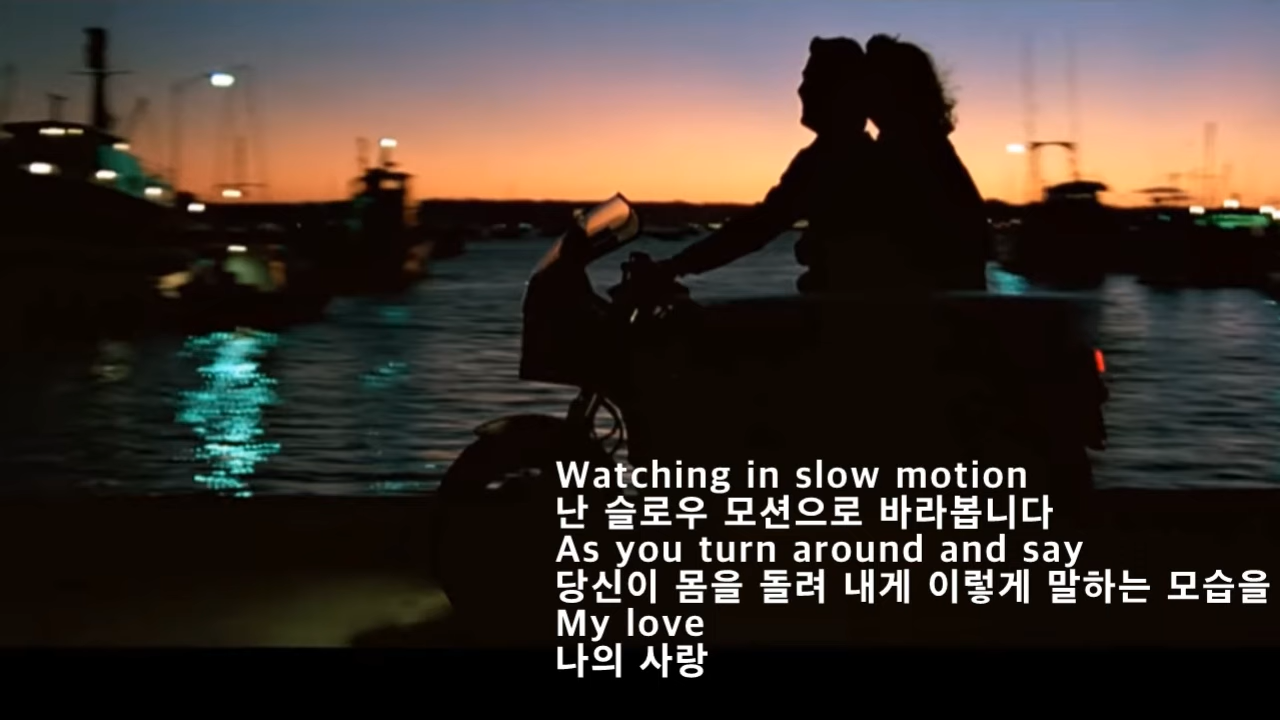 Watching in slow motion
난 슬로우 모션으로 바라봅니다
As you turn around and say
당신이 몸을 돌려 내게 이렇게 말하는 모습을
My love
나의 사랑